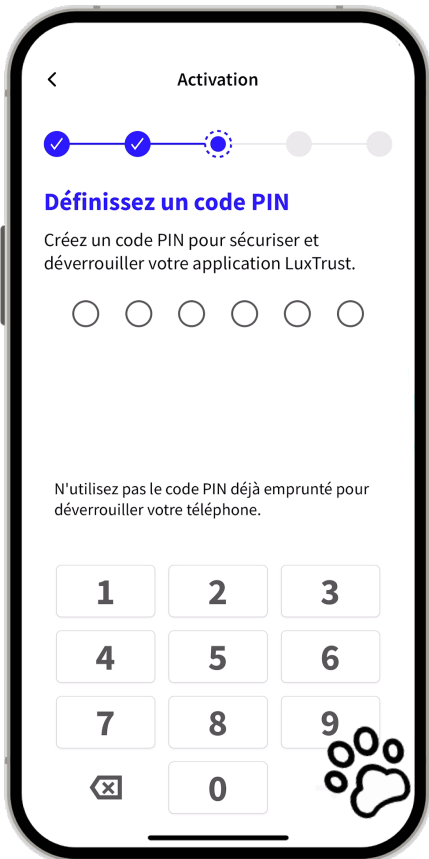 Activation
Définissez un code PIN
Créez un code PIN pour sécuriser et
déverrouiller votre application LuxTrust.
N'utilisez pas le code PIN déjà emprunté pour
déverrouiller votre téléphone.
1 2 3
4 5 6
7 8 9
0